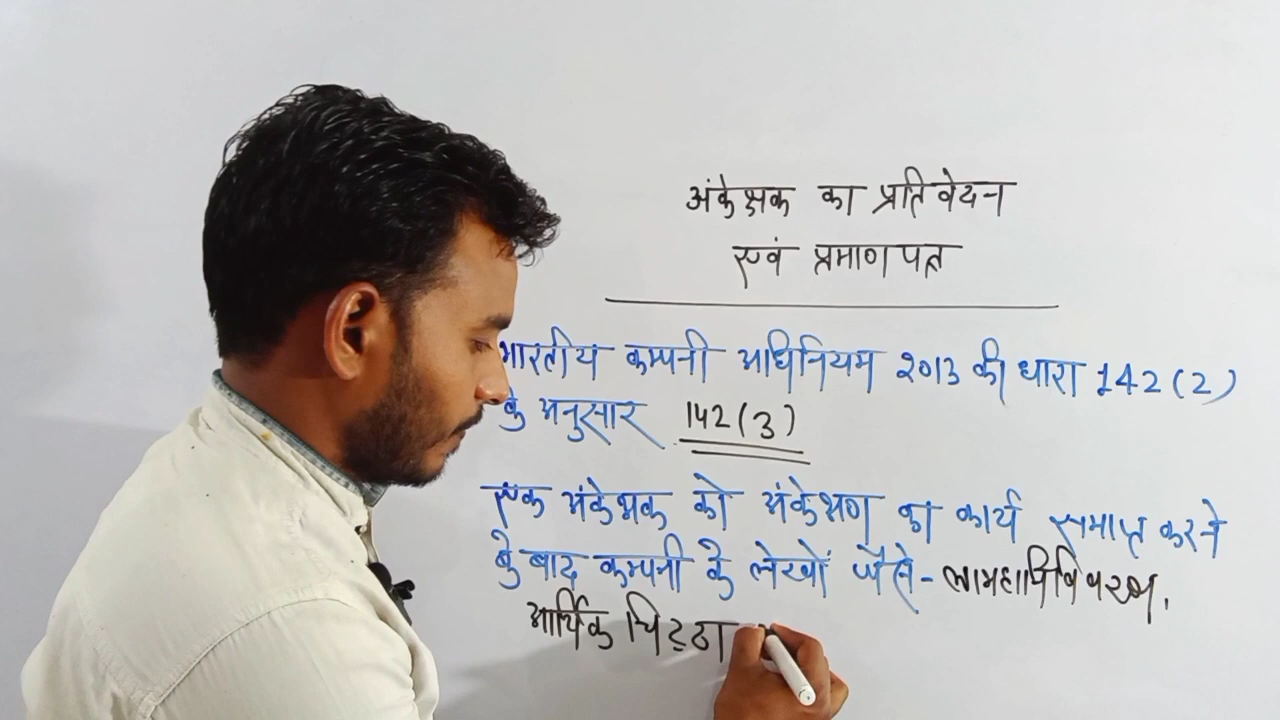 अंकेक्षक का प्रतिवेदन
एवं प्रमाण पत्र
भारतीय कम्पनी अधिनियम 2013 की धारा 142(2)
के अनुसार 142(3)
एक अंकेक्षक को अंकेक्षण का कार्य समाप्त करने
के बाद कम्पनी के लेखों जैसे - लाभहानि विवरण,
आर्थिक चिट्ठा